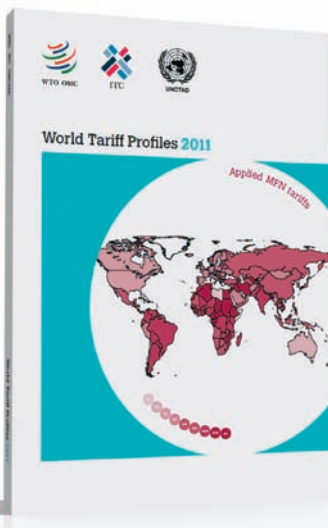 WTO OMC
ITC
UNCTAD
World Tariff Profiles 2011
Applied MFN tariffs